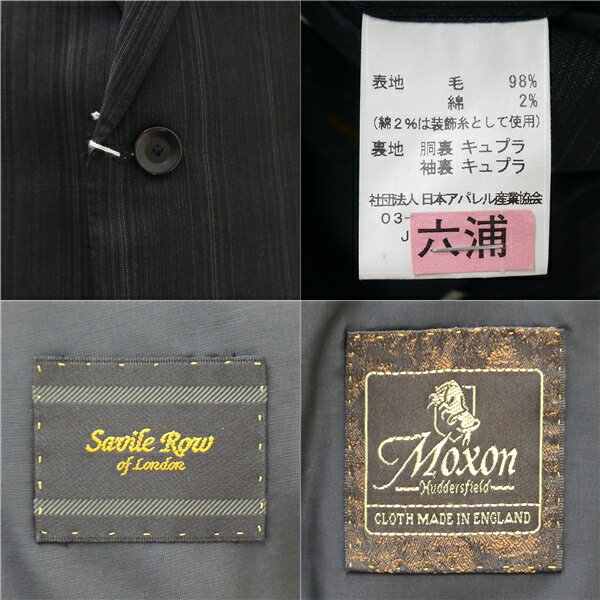 表地 毛 98%
綿 2%
(綿2%は装飾糸として使用)
裏地 胴裏 キュプラ
袖裏 キュプラ
社団法人 日本アパレル産業協会
03-
J
六浦
Savile Row
of London
Moxon
Huddersfield
CLOTH MADE IN ENGLAND